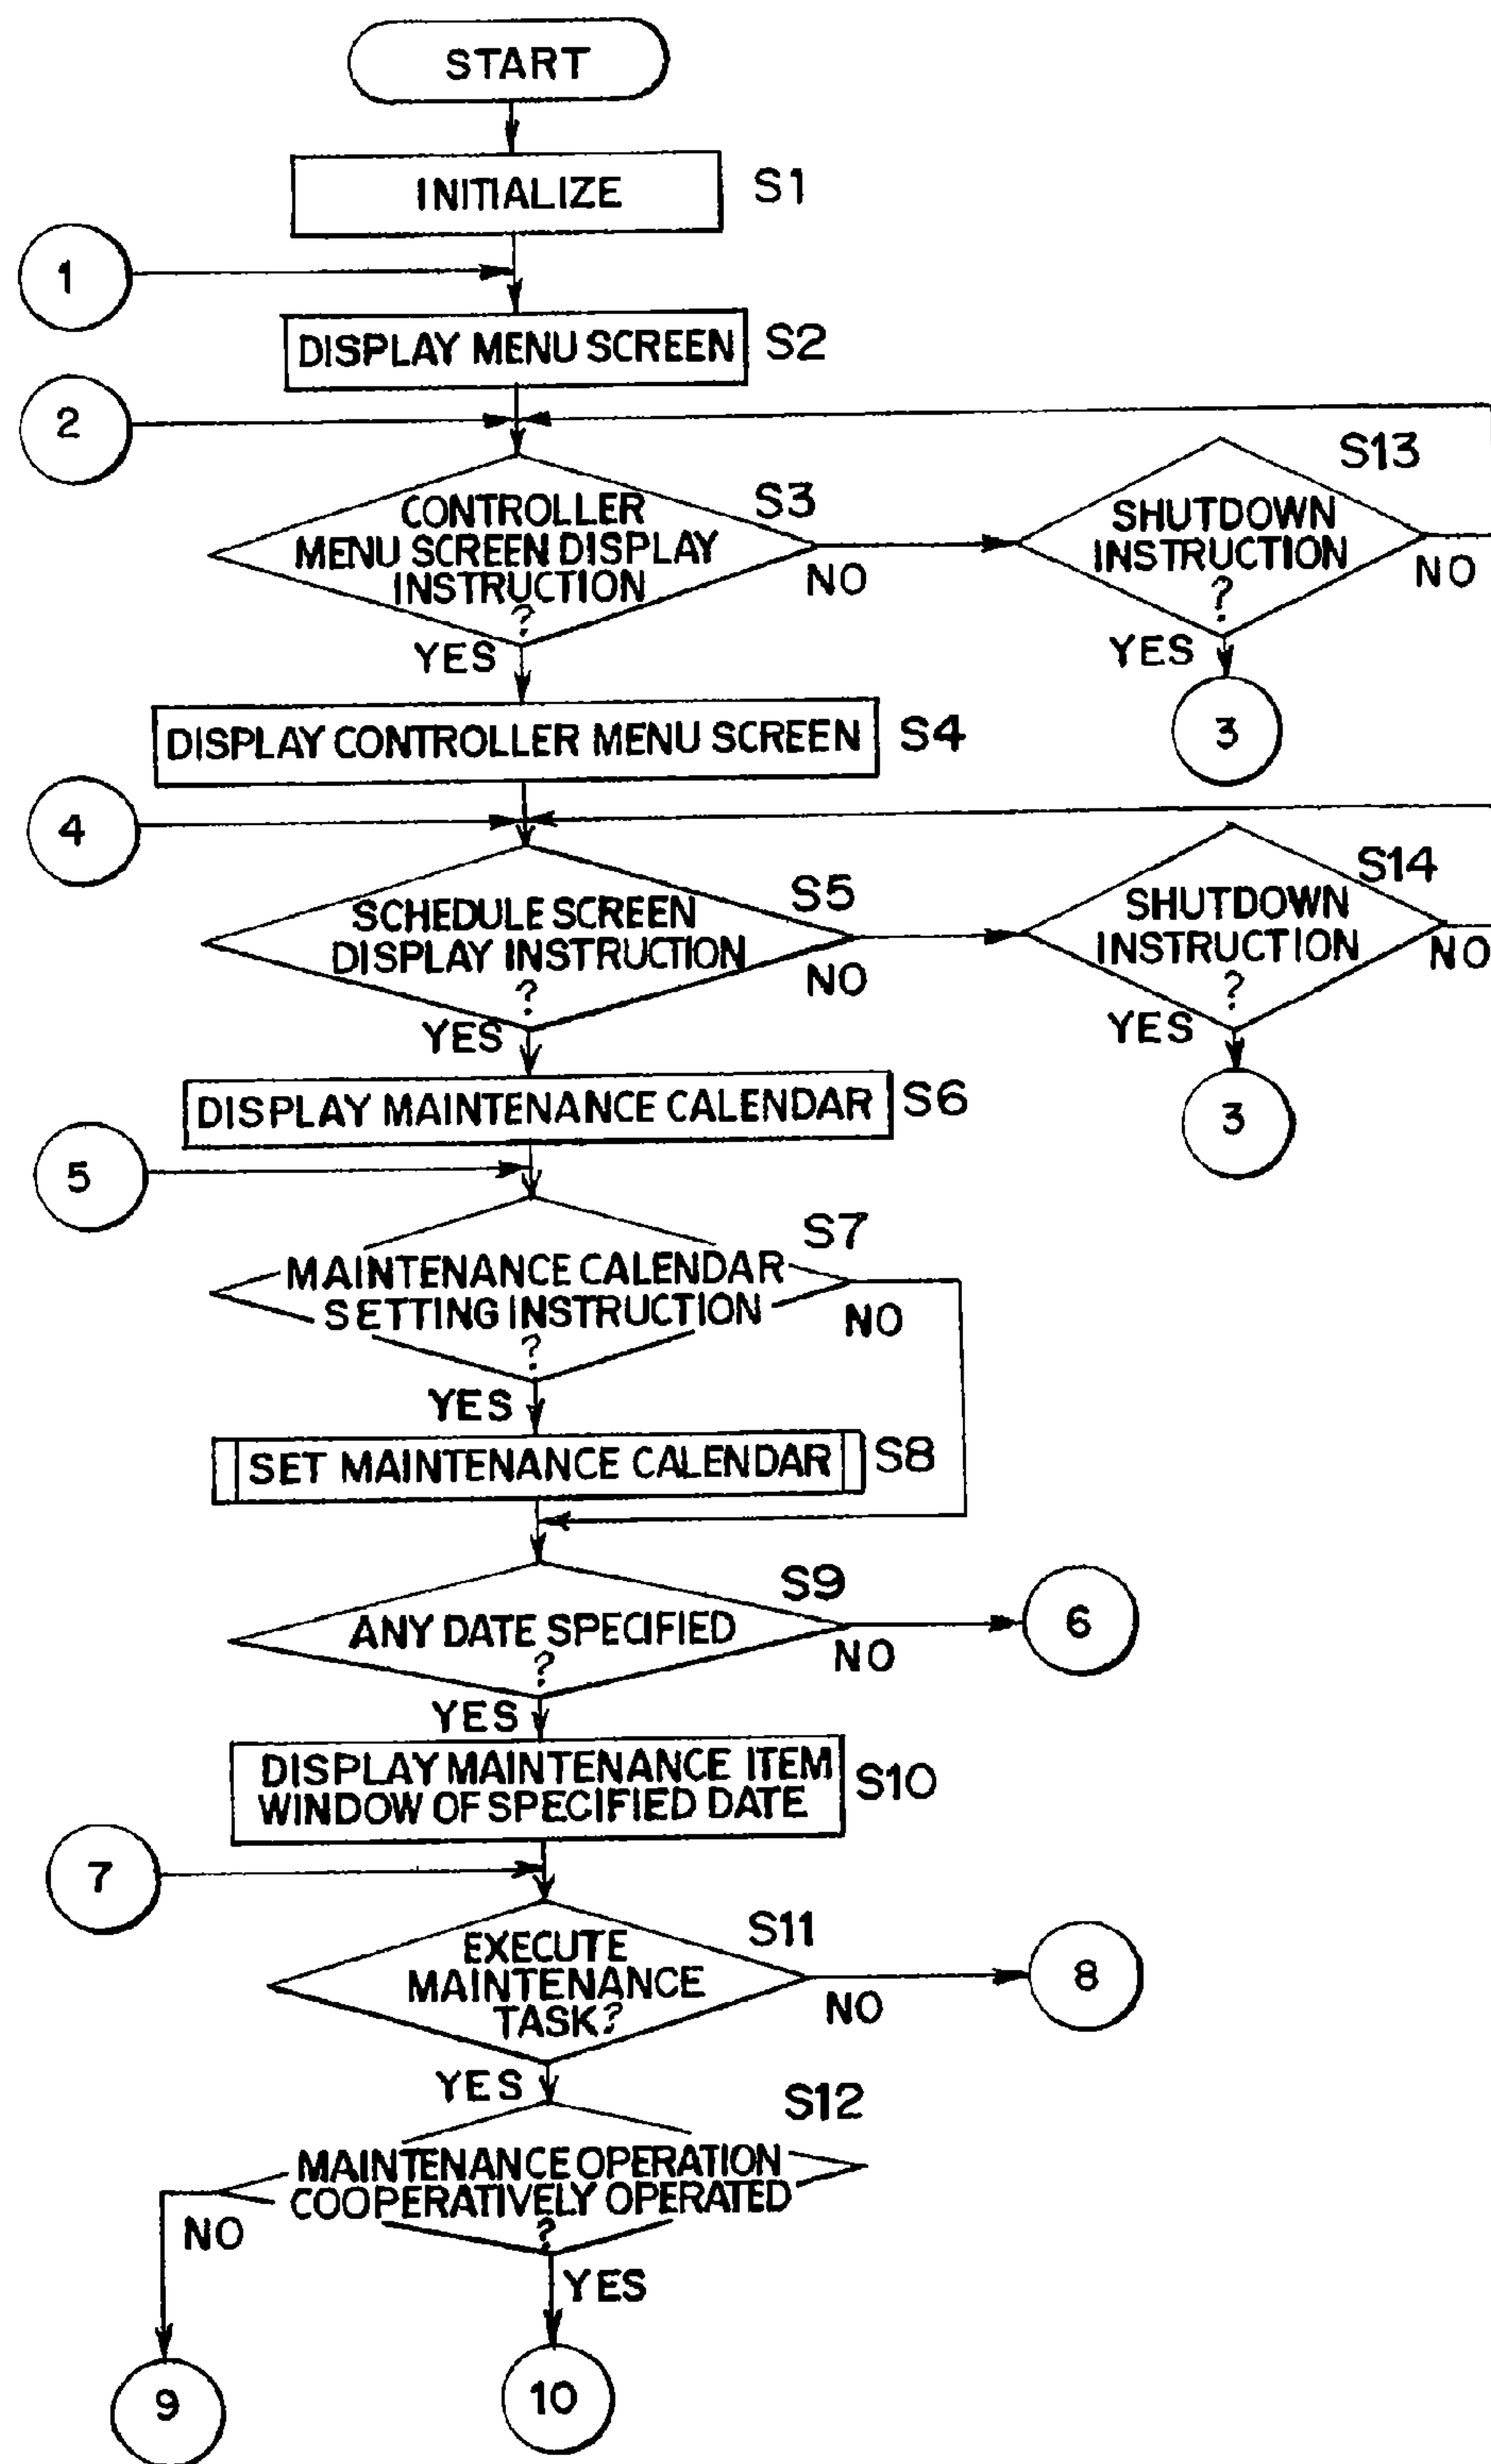 START
INITIALIZE
S1
1
DISPLAY MENU SCREEN
S2
2
CONTROLLER
MENU SCREEN DISPLAY
INSTRUCTION
?
S3
NO
YES
SHUTDOWN
INSTRUCTION
?
S13
NO
YES
3
DISPLAY CONTROLLER MENU SCREEN
S4
4
SCHEDULE SCREEN
DISPLAY INSTRUCTION
?
S5
NO
YES
SHUTDOWN
INSTRUCTION
?
S14
NO
YES
3
DISPLAY MAINTENANCE CALENDAR
S6
5
MAINTENANCE CALENDAR
SETTING INSTRUCTION
?
S7
NO
YES
SET MAINTENANCE CALENDAR
S8
ANY DATE SPECIFIED
?
S9
NO
6
YES
DISPLAY MAINTENANCE ITEM
WINDOW OF SPECIFIED DATE
S10
7
EXECUTE
MAINTENANCE
TASK?
S11
NO
8
YES
MAINTENANCE OPERATION
COOPERATIVELY OPERATED
?
S12
NO
YES
9
10